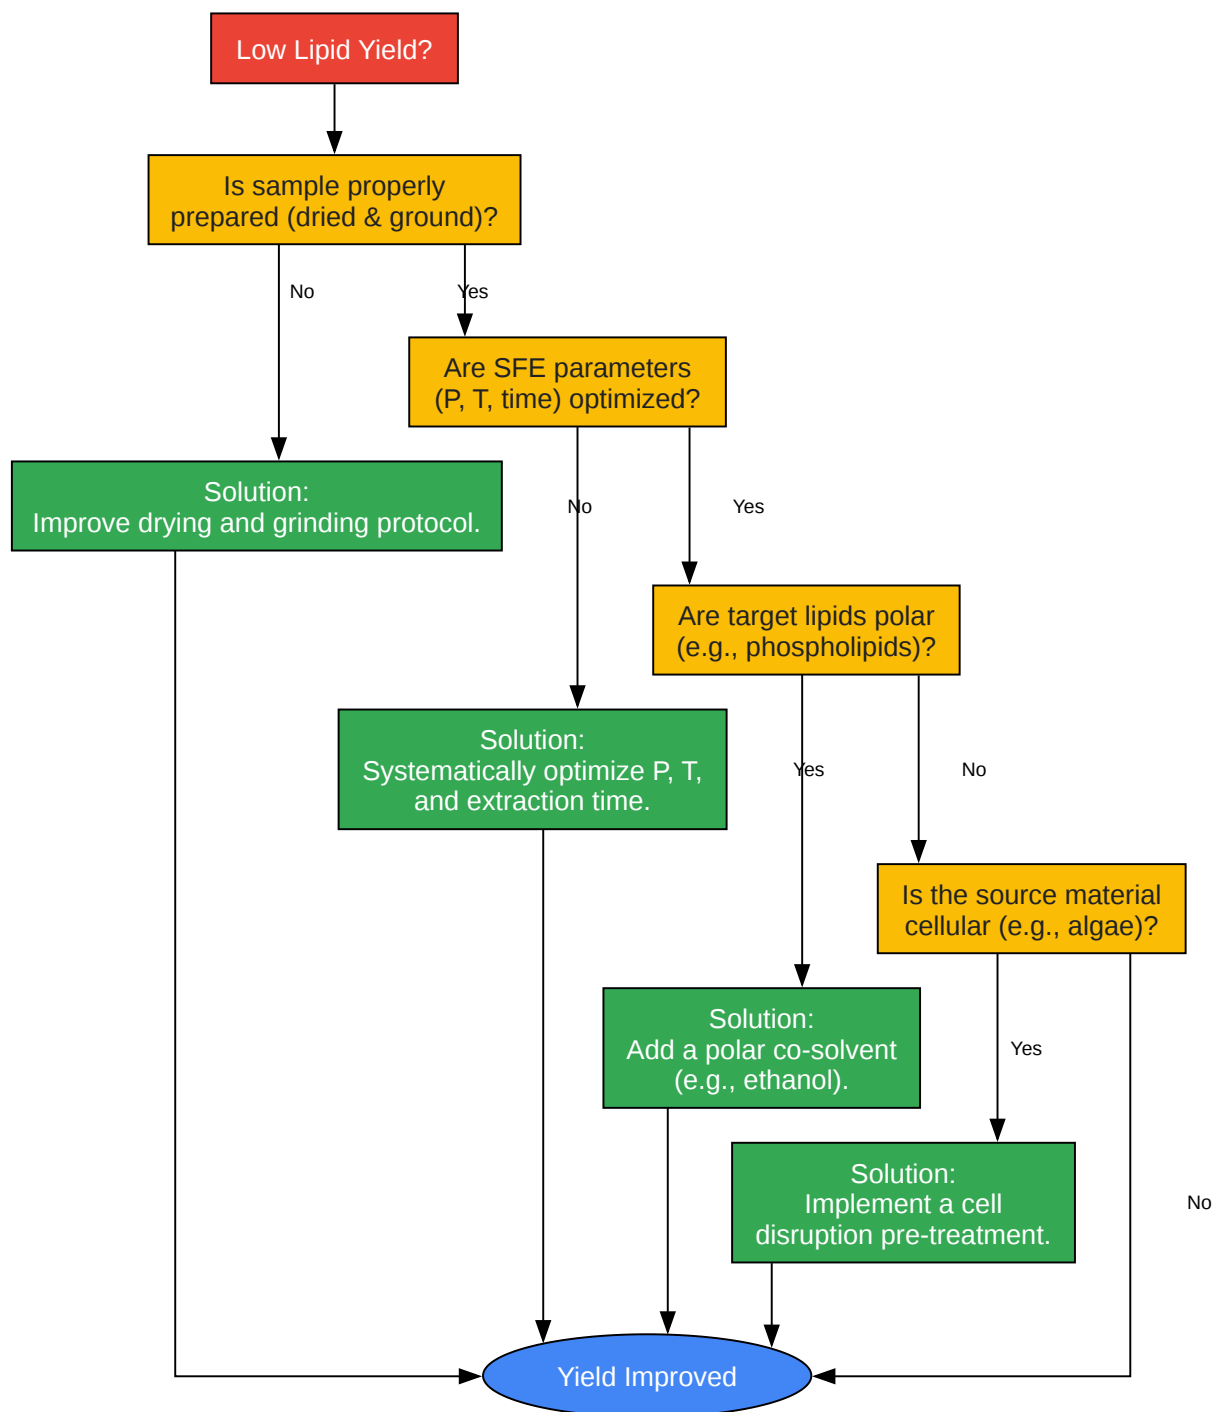 Low Lipid Yield?
Is sample properly
prepared (dried & ground)?
No
Yes
Are SFE parameters
(P, T, time) optimized?
Solution:
Improve drying and grinding protocol.
No
Yes
Are target lipids polar
(e.g., phospholipids)?
Solution:
Systematically optimize P, T,
and extraction time.
Yes
No
Is the source material
cellular (e.g., algae)?
Solution:
Add a polar co-solvent
(e.g., ethanol).
Yes
Solution:
Implement a cell
disruption pre-treatment.
No
Yield Improved